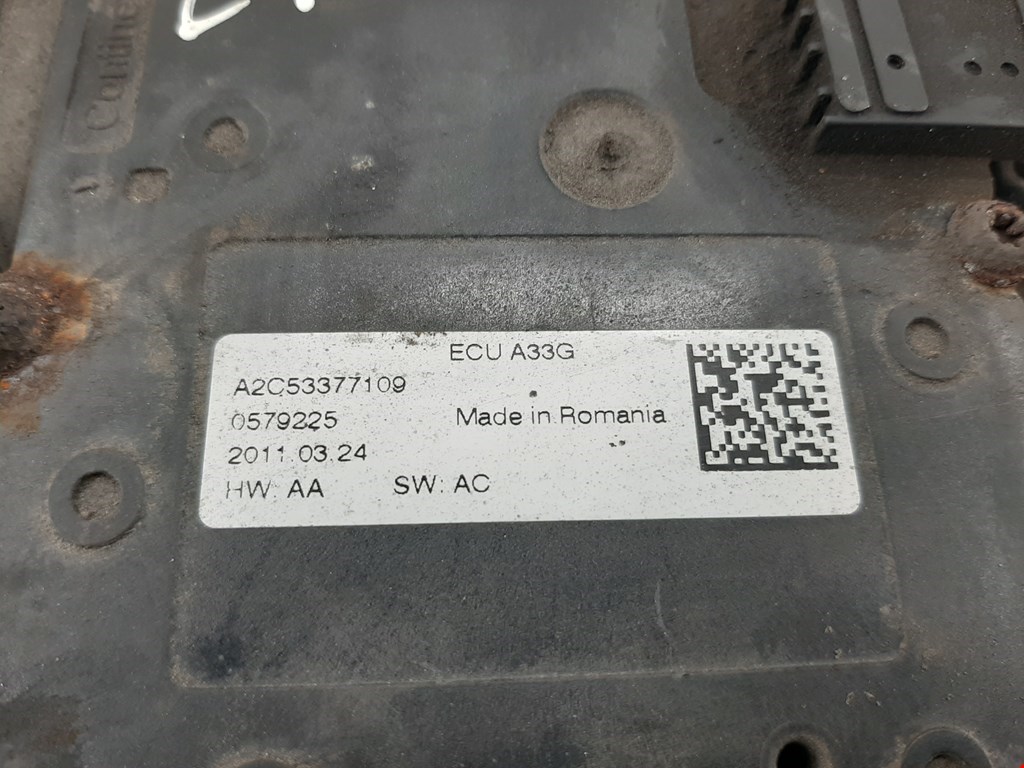 ECU A33G
A2C53377109
0579225 Made in Romania
2011.03.24
HW: AA SW: AC